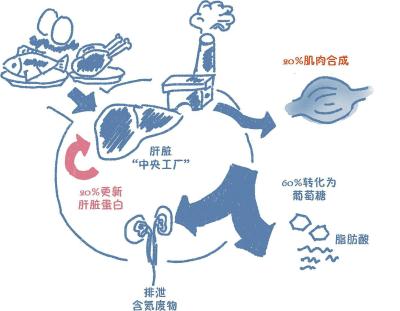 20%肌肉合成
肝脏
“中央工厂”
20%更新
肝脏蛋白
60%转化为
葡萄糖
脂肪酸
排泄
含氮废物